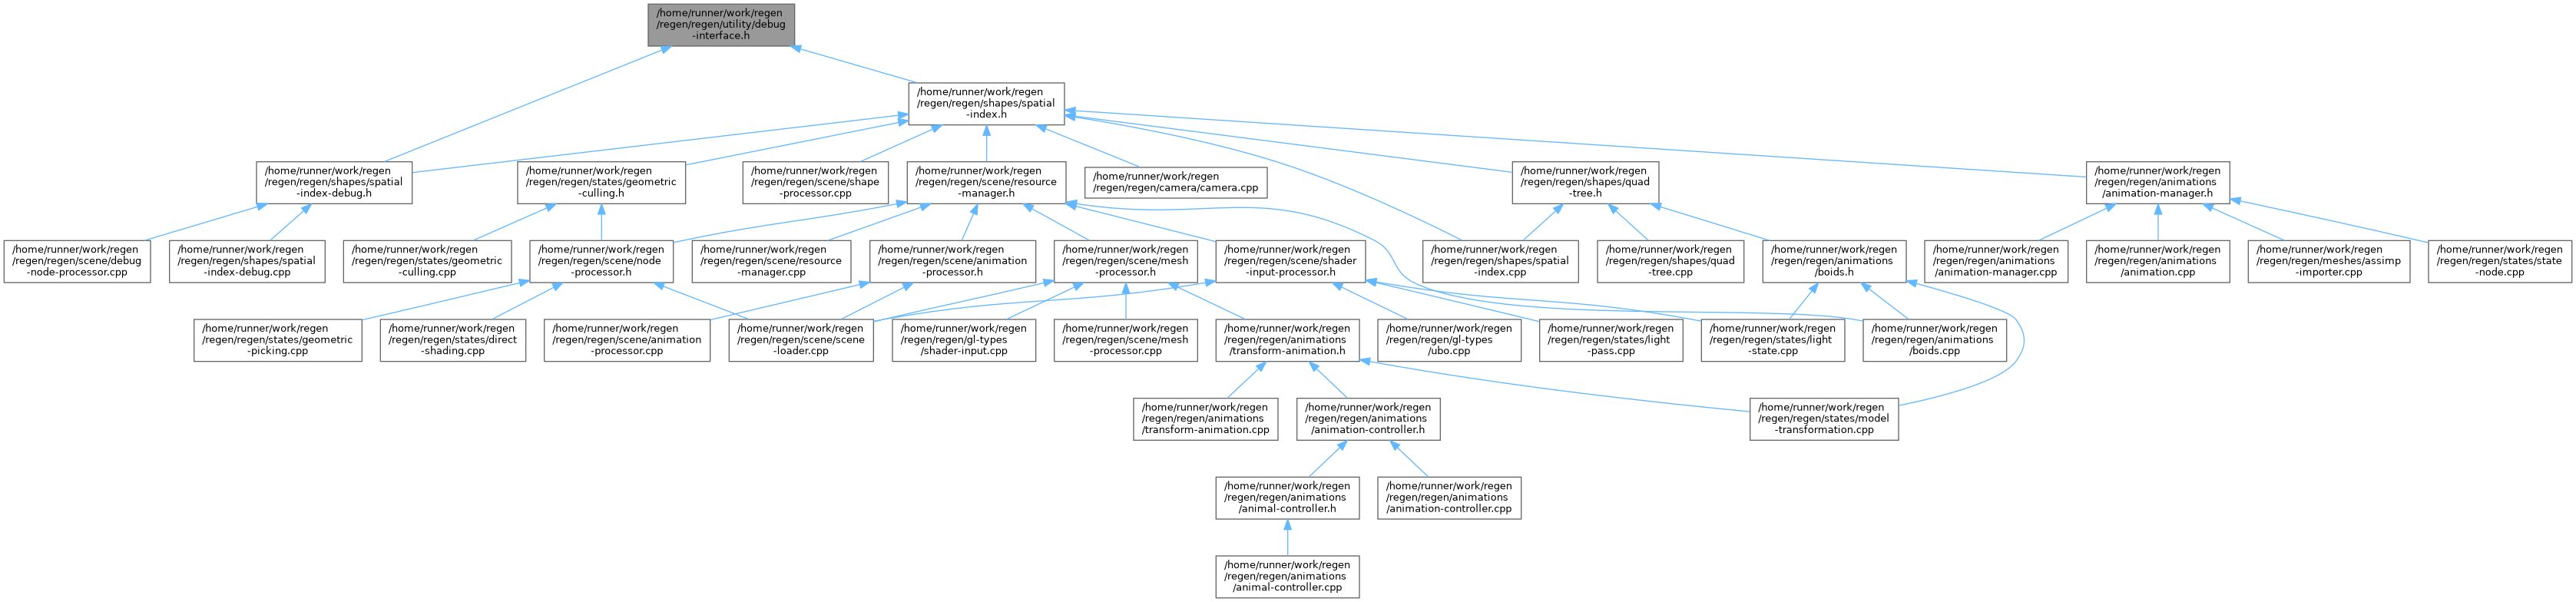 /home/runner/work/regen
/regen/regen/utility/debug
-interface.h
/home/runner/work/regen
/regen/regen/shapes/spatial
-index.h
/home/runner/work/regen
/regen/regen/shapes/spatial
-index-debug.h
/home/runner/work/regen
/regen/regen/states/geometric
-culling.h
/home/runner/work/regen
/regen/regen/scene/shape
-processor.cpp
/home/runner/work/regen
/regen/regen/scene/resource
-manager.h
/home/runner/work/regen
/regen/regen/camera/camera.cpp
/home/runner/work/regen
/regen/regen/shapes/quad
-tree.h
/home/runner/work/regen
/regen/regen/animations
/animation-manager.h
/home/runner/work/regen
/regen/regen/scene/debug
-node-processor.cpp
/home/runner/work/regen
/regen/regen/shapes/spatial
-index-debug.cpp
/home/runner/work/regen
/regen/regen/states/geometric
-culling.cpp
/home/runner/work/regen
/regen/regen/scene/node
-processor.h
/home/runner/work/regen
/regen/regen/scene/resource
-manager.cpp
/home/runner/work/regen
/regen/regen/scene/animation
-processor.h
/home/runner/work/regen
/regen/regen/scene/mesh
-processor.h
/home/runner/work/regen
/regen/regen/scene/shader
-input-processor.h
/home/runner/work/regen
/regen/regen/shapes/spatial
-index.cpp
/home/runner/work/regen
/regen/regen/shapes/quad
-tree.cpp
/home/runner/work/regen
/regen/regen/animations
/boids.h
/home/runner/work/regen
/regen/regen/animations
/animation-manager.cpp
/home/runner/work/regen
/regen/regen/animations
/animation.cpp
/home/runner/work/regen
/regen/regen/meshes/assimp
-importer.cpp
/home/runner/work/regen
/regen/regen/states/state
-node.cpp
/home/runner/work/regen
/regen/regen/states/geometric
-picking.cpp
/home/runner/work/regen
/regen/regen/states/direct
-shading.cpp
/home/runner/work/regen
/regen/regen/scene/animation
-processor.cpp
/home/runner/work/regen
/regen/regen/scene/scene
-loader.cpp
/home/runner/work/regen
/regen/regen/gl-types
/shader-input.cpp
/home/runner/work/regen
/regen/regen/scene/mesh
-processor.cpp
/home/runner/work/regen
/regen/regen/animations
/transform-animation.h
/home/runner/work/regen
/regen/regen/gl-types
/ubo.cpp
/home/runner/work/regen
/regen/regen/states/light
-pass.cpp
/home/runner/work/regen
/regen/regen/states/light
-state.cpp
/home/runner/work/regen
/regen/regen/animations
/boids.cpp
/home/runner/work/regen
/regen/regen/animations
/transform-animation.cpp
/home/runner/work/regen
/regen/regen/animations
/animation-controller.h
/home/runner/work/regen
/regen/regen/states/model
-transformation.cpp
/home/runner/work/regen
/regen/regen/animations
/animal-controller.h
/home/runner/work/regen
/regen/regen/animations
/animation-controller.cpp
/home/runner/work/regen
/regen/regen/animations
/animal-controller.cpp